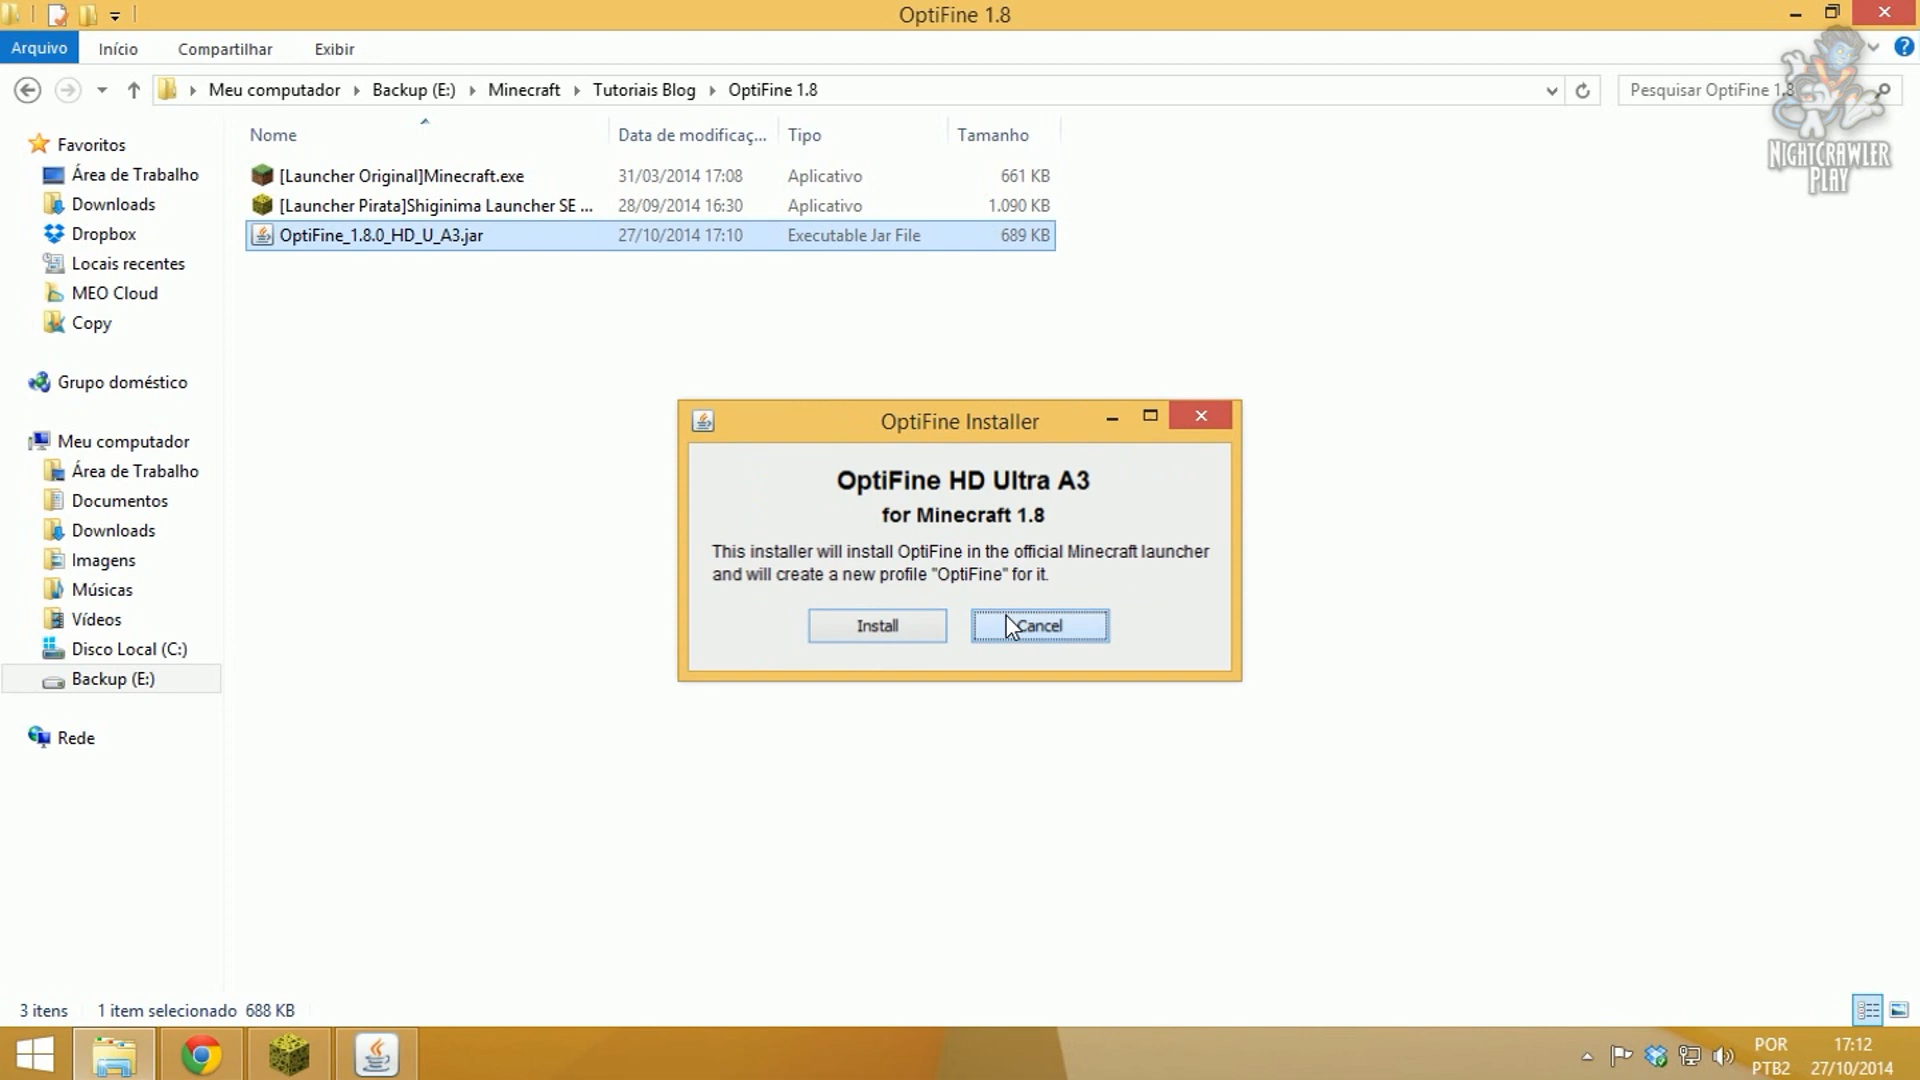 OptiFine 1.8
Arquivo
Início
Compartilhar
Exibir
Meu computador
Backup (E:)
Minecraft
Tutoriais Blog
OptiFine 1.8
Pesquisar OptiFine 1.8
NIGHTCRAWLER
PLAY
Nome
Data de modificaç...
Tipo
Tamanho
[Launcher Original]Minecraft.exe
31/03/2014 17:08
Aplicativo
661 KB
[Launcher Pirata]Shiginima Launcher SE ...
28/09/2014 16:30
Aplicativo
1.090 KB
OptiFine_1.8.0_HD_U_A3.jar
27/10/2014 17:10
Executable Jar File
689 KB
Favoritos
Área de Trabalho
Downloads
Dropbox
Locais recentes
MEO Cloud
Copy
Grupo doméstico
Meu computador
Área de Trabalho
Documentos
Downloads
Imagens
Músicas
Vídeos
Disco Local (C:)
Backup (E:)
Rede
OptiFine Installer
OptiFine HD Ultra A3
for Minecraft 1.8
This installer will install OptiFine in the official Minecraft launcher
and will create a new profile "OptiFine" for it.
Install
Cancel
3 itens
1 item selecionado 688 KB
POR
PTB2
17:12
27/10/2014